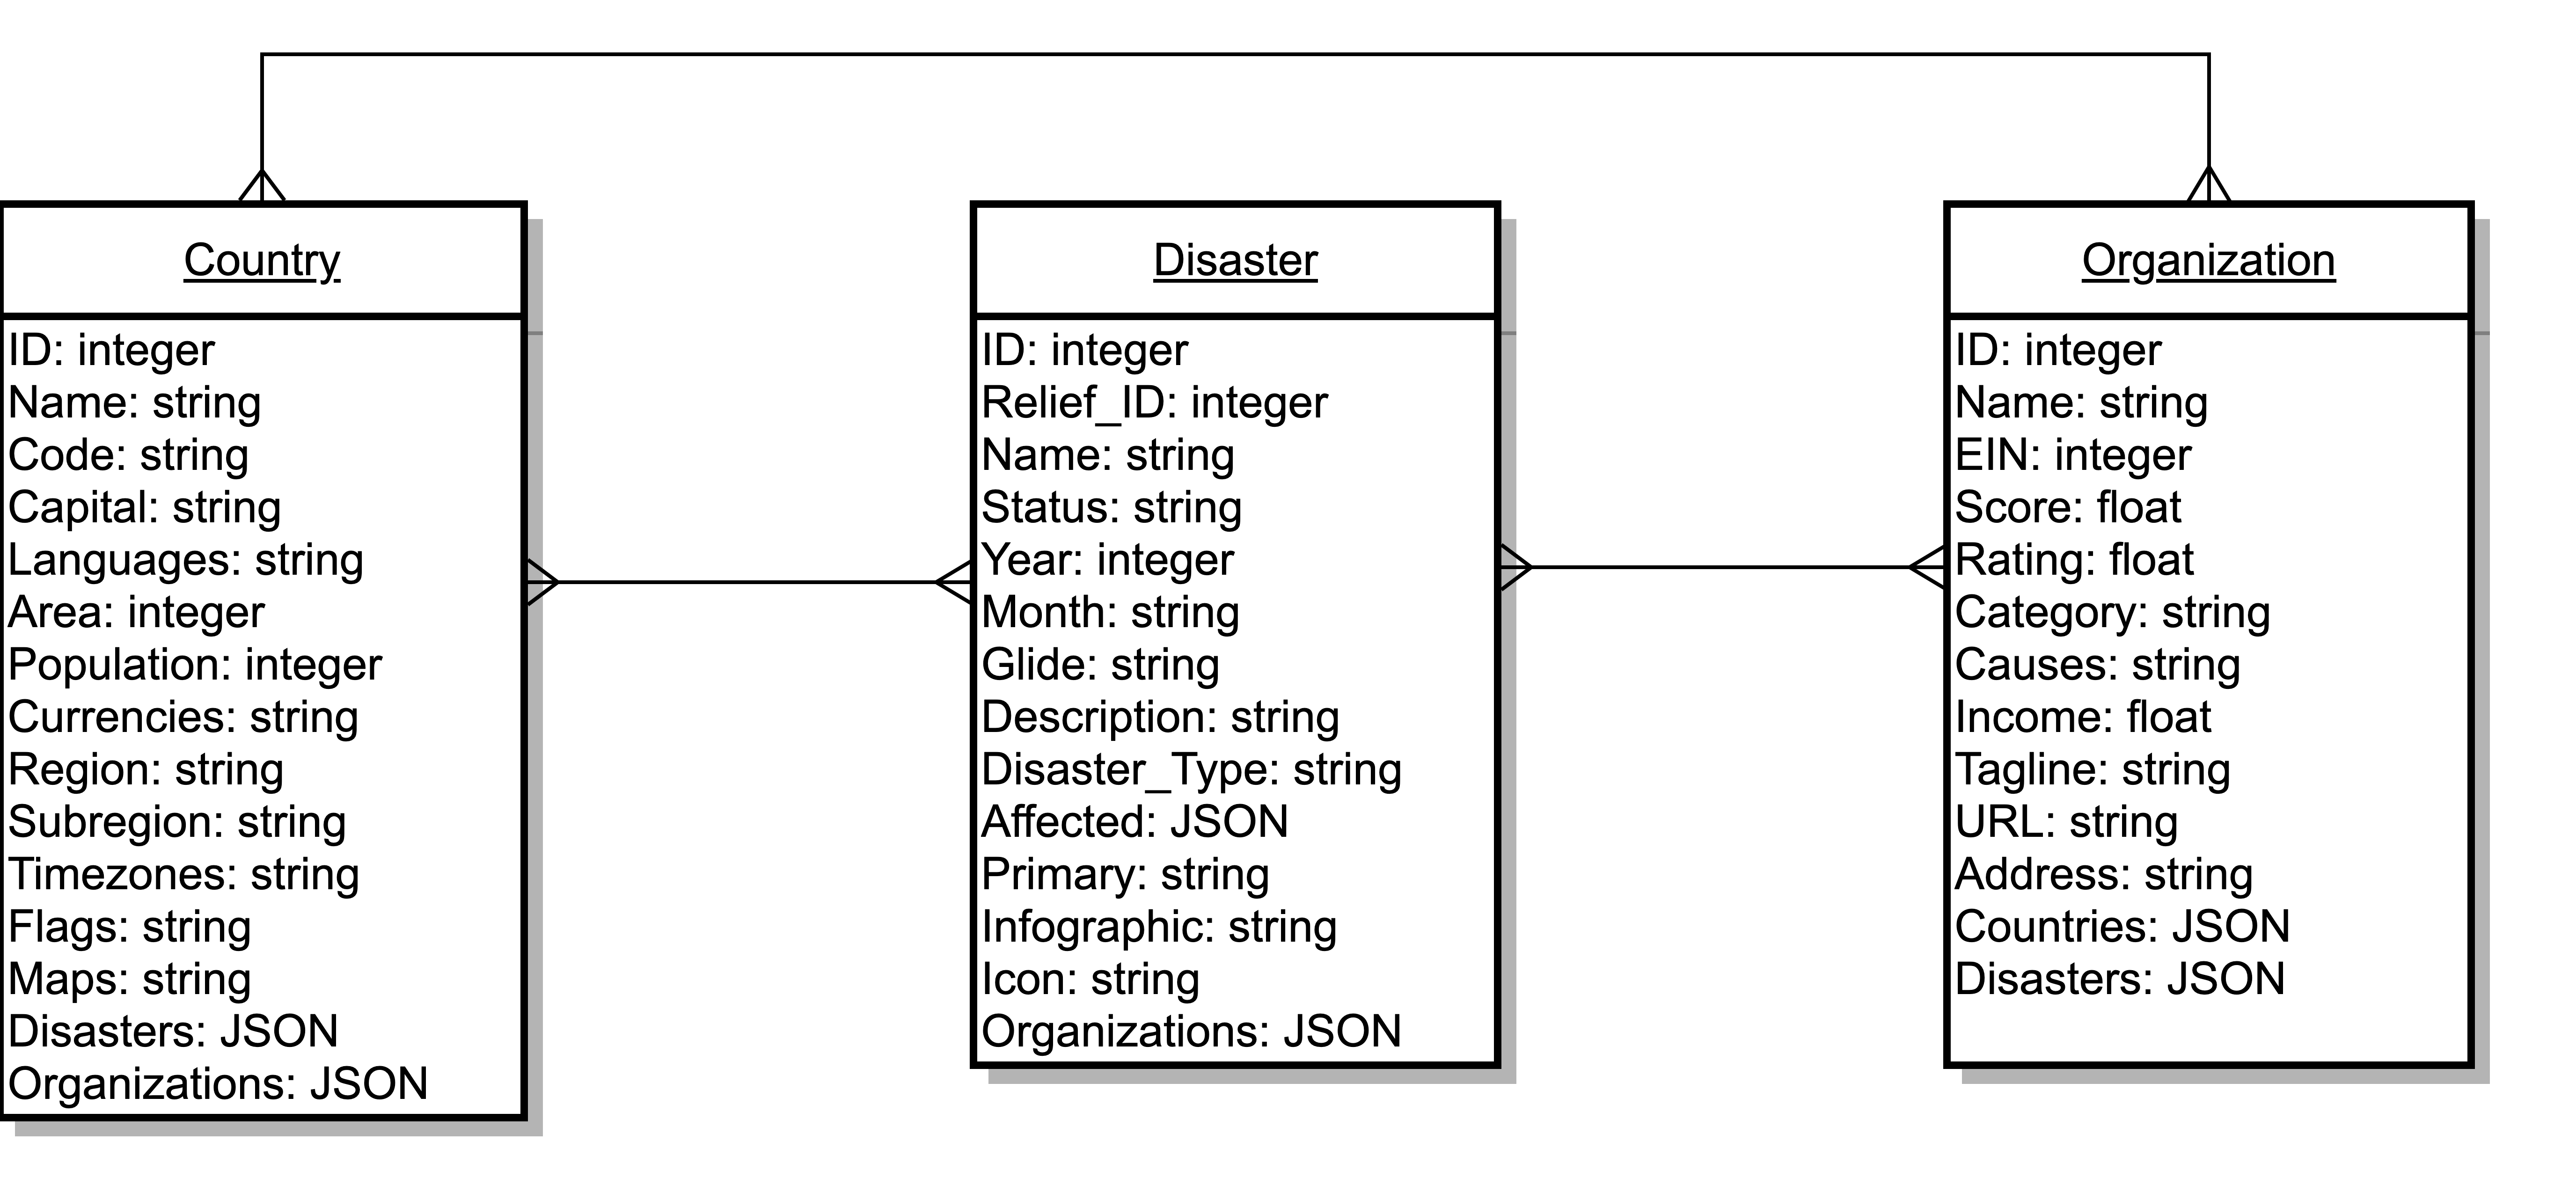 Country
ID: integer
Name: string
Code: string
Capital: string
Languages: string
Area: integer
Population: integer
Currencies: string
Region: string
Subregion: string
Timezones: string
Flags: string
Maps: string
Disasters: JSON
Organizations: JSON
Disaster
ID: integer
Relief_ID: integer
Name: string
Status: string
Year: integer
Month: string
Glide: string
Description: string
Disaster_Type: string
Affected: JSON
Primary: string
Infographic: string
Icon: string
Organizations: JSON
Organization
ID: integer
Name: string
EIN: integer
Score: float
Rating: float
Category: string
Causes: string
Income: float
Tagline: string
URL: string
Address: string
Countries: JSON
Disasters: JSON